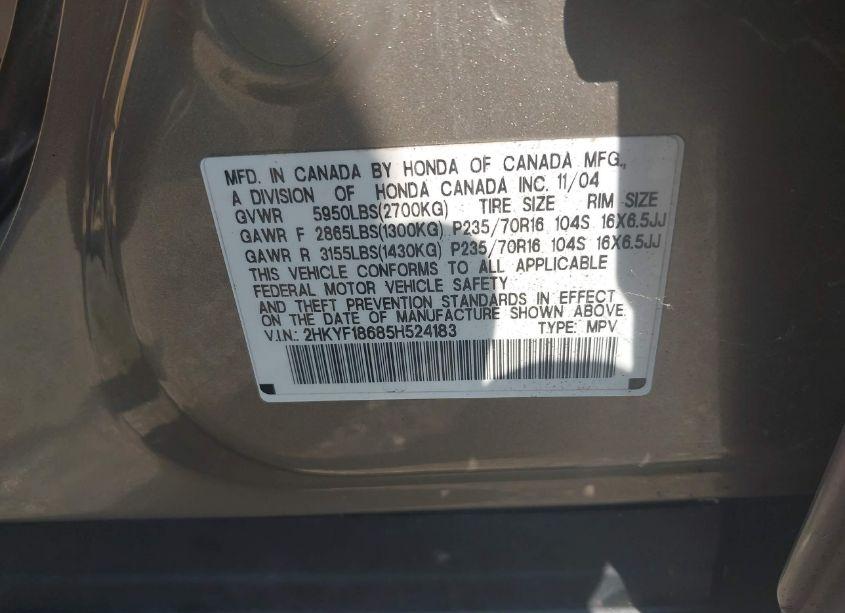 MFD. IN CANADA BY HONDA OF CANADA MFG.,
A DIVISION OF HONDA CANADA INC. 11/04
GVWR 5950LBS(2700KG) TIRE SIZE RIM SIZE
GAWR F 2865LBS(1300KG) P235/70R16 104S 16X6.5JJ
GAWR R 3155LBS(1430KG) P235/70R16 104S 16X6.5JJ
THIS VEHICLE CONFORMS TO ALL APPLICABLE
FEDERAL MOTOR VEHICLE SAFETY
AND THEFT PREVENTION STANDARDS IN EFFECT
ON THE DATE OF MANUFACTURE SHOWN ABOVE.
V.I.N.: 2HKYF18685H524183 TYPE: MPV